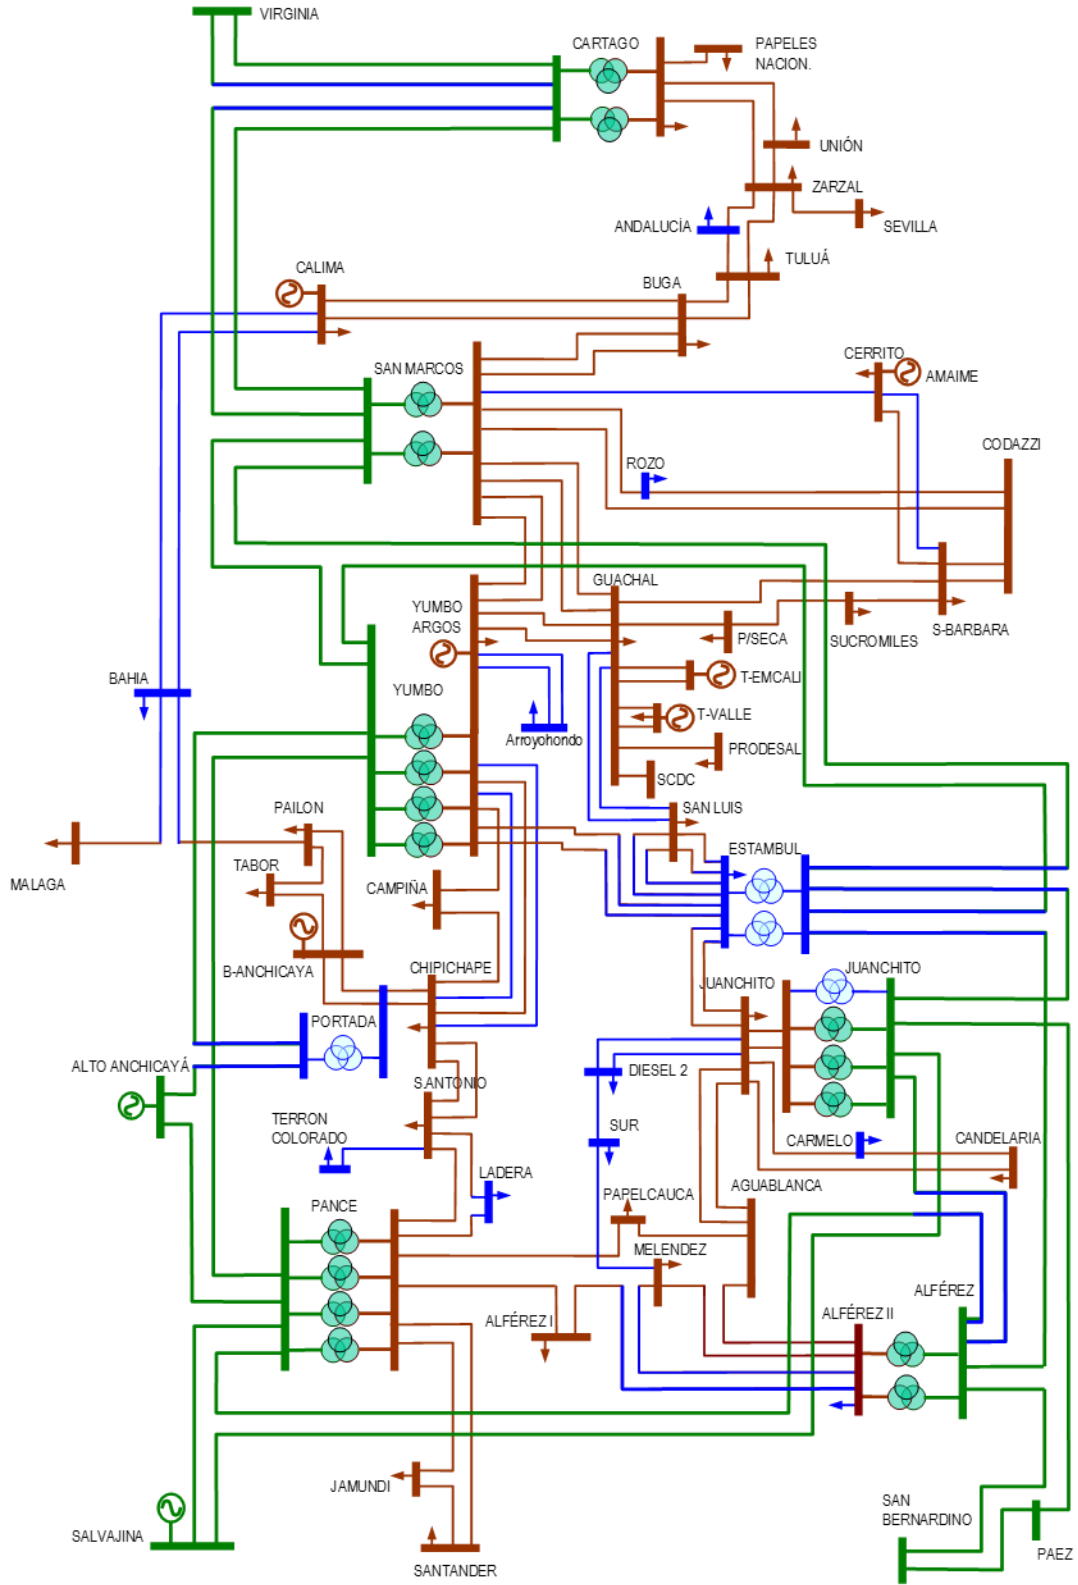 VIRGINIA
CARTAGO
PAPELES
NACION.
UNIÓN
ZARZAL
ANDALUCÍA
SEVILLA
TULUÁ
CALIMA
BUGA
SAN MARCOS
CERRITO
AMAIME
CODAZZI
ROZO
GUACHAL
YUMBO
ARGOS
P/SECA
SUCROMILES
S-BARBARA
BAHIA
YUMBO
T-EMCALI
T-VALLE
Arroyohondo
PRODESAL
SCDC
PAILON
SAN LUIS
ESTAMBUL
TABOR
MALAGA
CAMPIÑA
B-ANCHICAYA
CHIPICHAPE
JUANCHITO
JUANCHITO
PORTADA
ALTO ANCHICAYÁ
DIESEL 2
S.ANTONIO
TERRON
COLORADO
SUR
CARMELO
CANDELARIA
LADERA
AGUABLANCA
PANCE
PAPELCAUCA
MELENDEZ
ALFÉREZ
ALFÉREZ I
ALFÉREZ II
JAMUNDI
SAN
BERNARDINO
SALVAJINA
PAEZ
SANTANDER